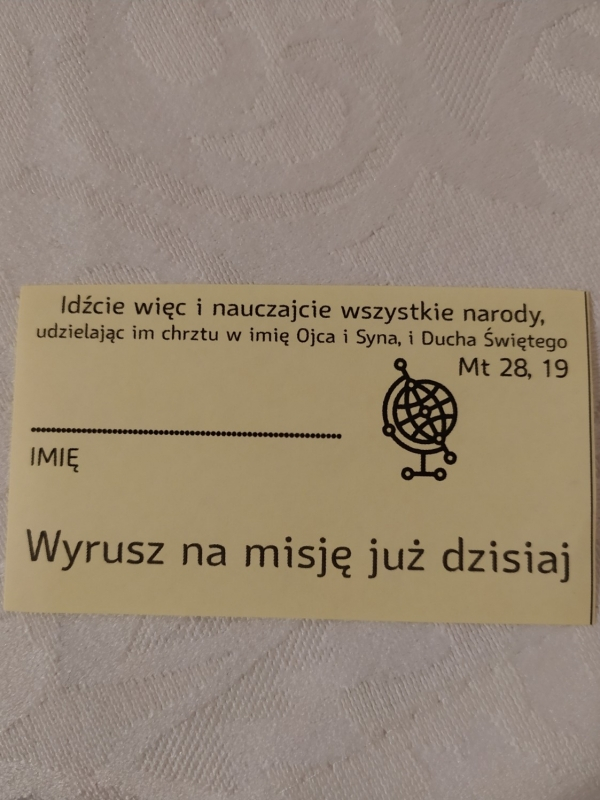 Idźcie więc i nauczajcie wszystkie narody,
udzielając im chrztu w imię Ojca i Syna, i Ducha Świętego
Mt 28, 19
IMIĘ
Wyrusz na misję już dzisiaj